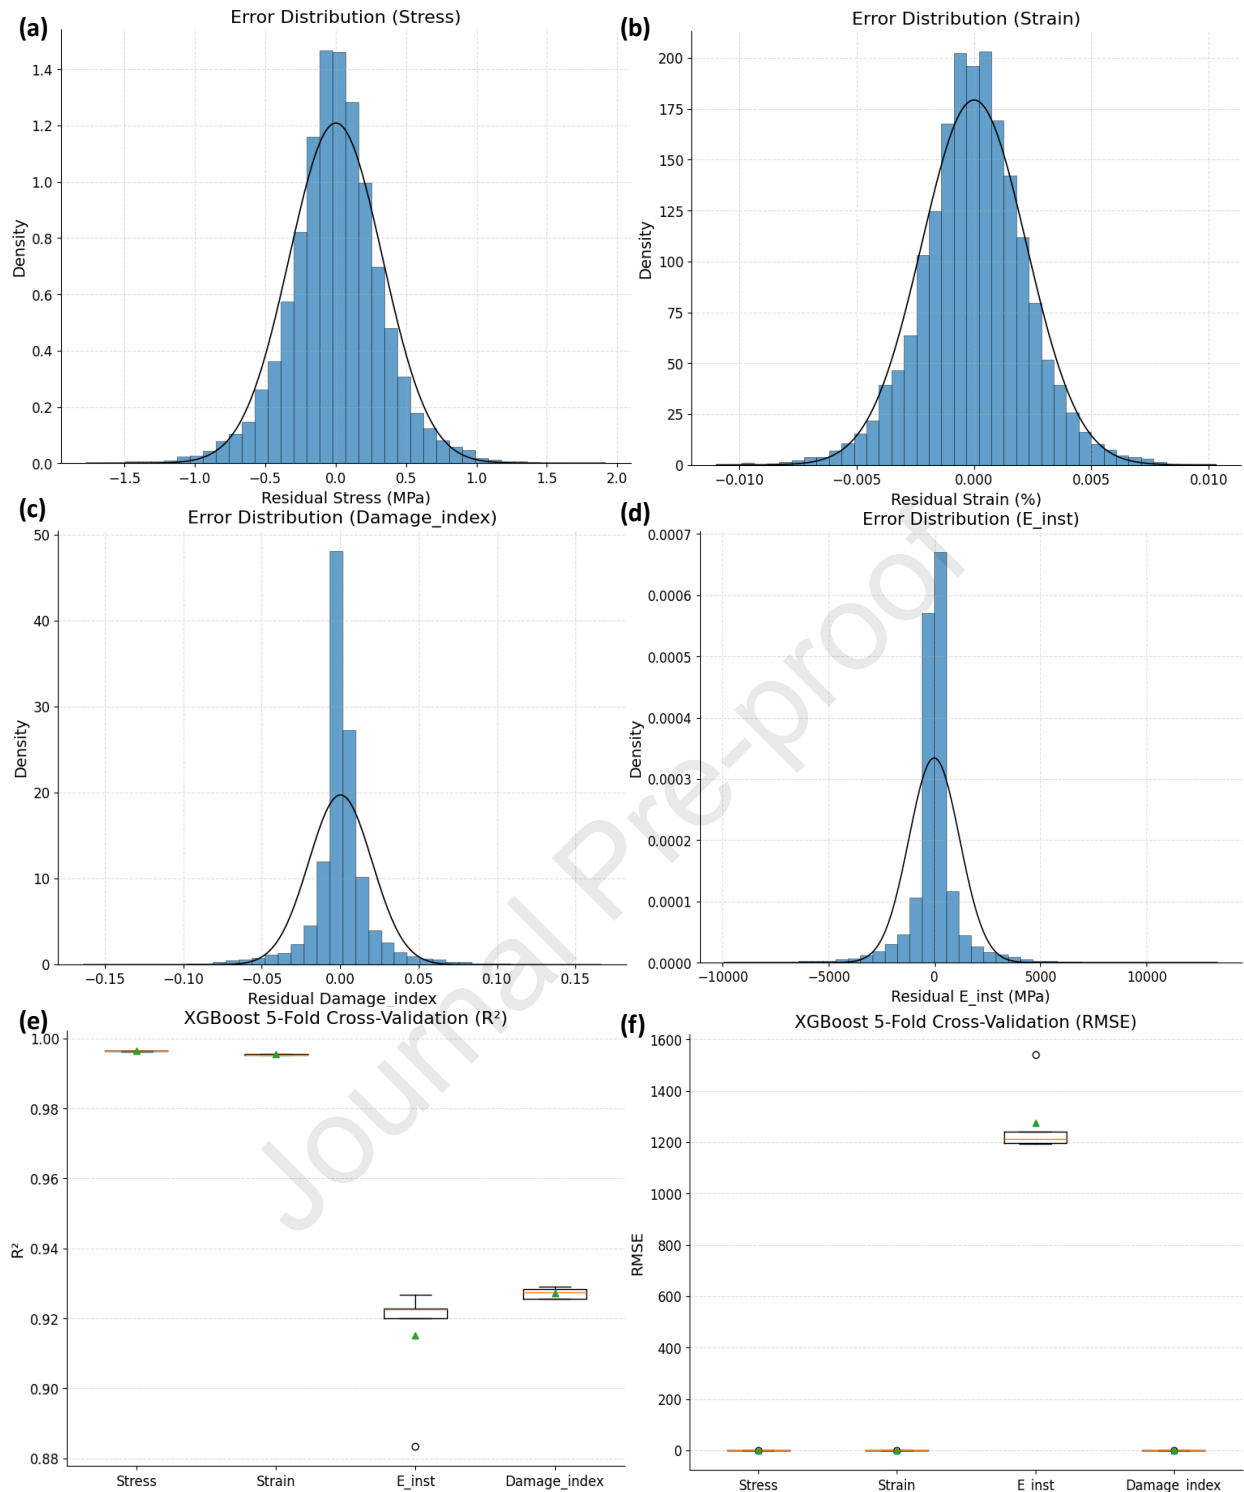 (a)
Error Distribution (Stress)
Density
1.4
1.2
1.0
0.8
0.6
0.4
0.2
0.0
−1.5 −1.0 −0.5 0.0 0.5 1.0 1.5 2.0
Residual Stress (MPa)
(b)
Error Distribution (Strain)
Density
200
175
150
125
100
75
50
25
0
−0.010 −0.005 0.000 0.005 0.010
Residual Strain (%)
(c)
Error Distribution (Damage_index)
Density
50
40
30
20
10
0
−0.15 −0.10 −0.05 0.00 0.05 0.10 0.15
Residual Damage_index
(d)
Error Distribution (E_inst)
Density
0.0007
0.0006
0.0005
0.0004
0.0003
0.0002
0.0001
0.0000
−10000 −5000 0 5000 10000
Residual E_inst (MPa)
(e)
XGBoost 5-Fold Cross-Validation (R²)
R²
1.00
0.98
0.96
0.94
0.92
0.90
0.88
Stress Strain E_inst Damage_index
(f)
XGBoost 5-Fold Cross-Validation (RMSE)
RMSE
1600
1400
1200
1000
800
600
400
200
0
Stress Strain E_inst Damage_index
Journal Pre-proof